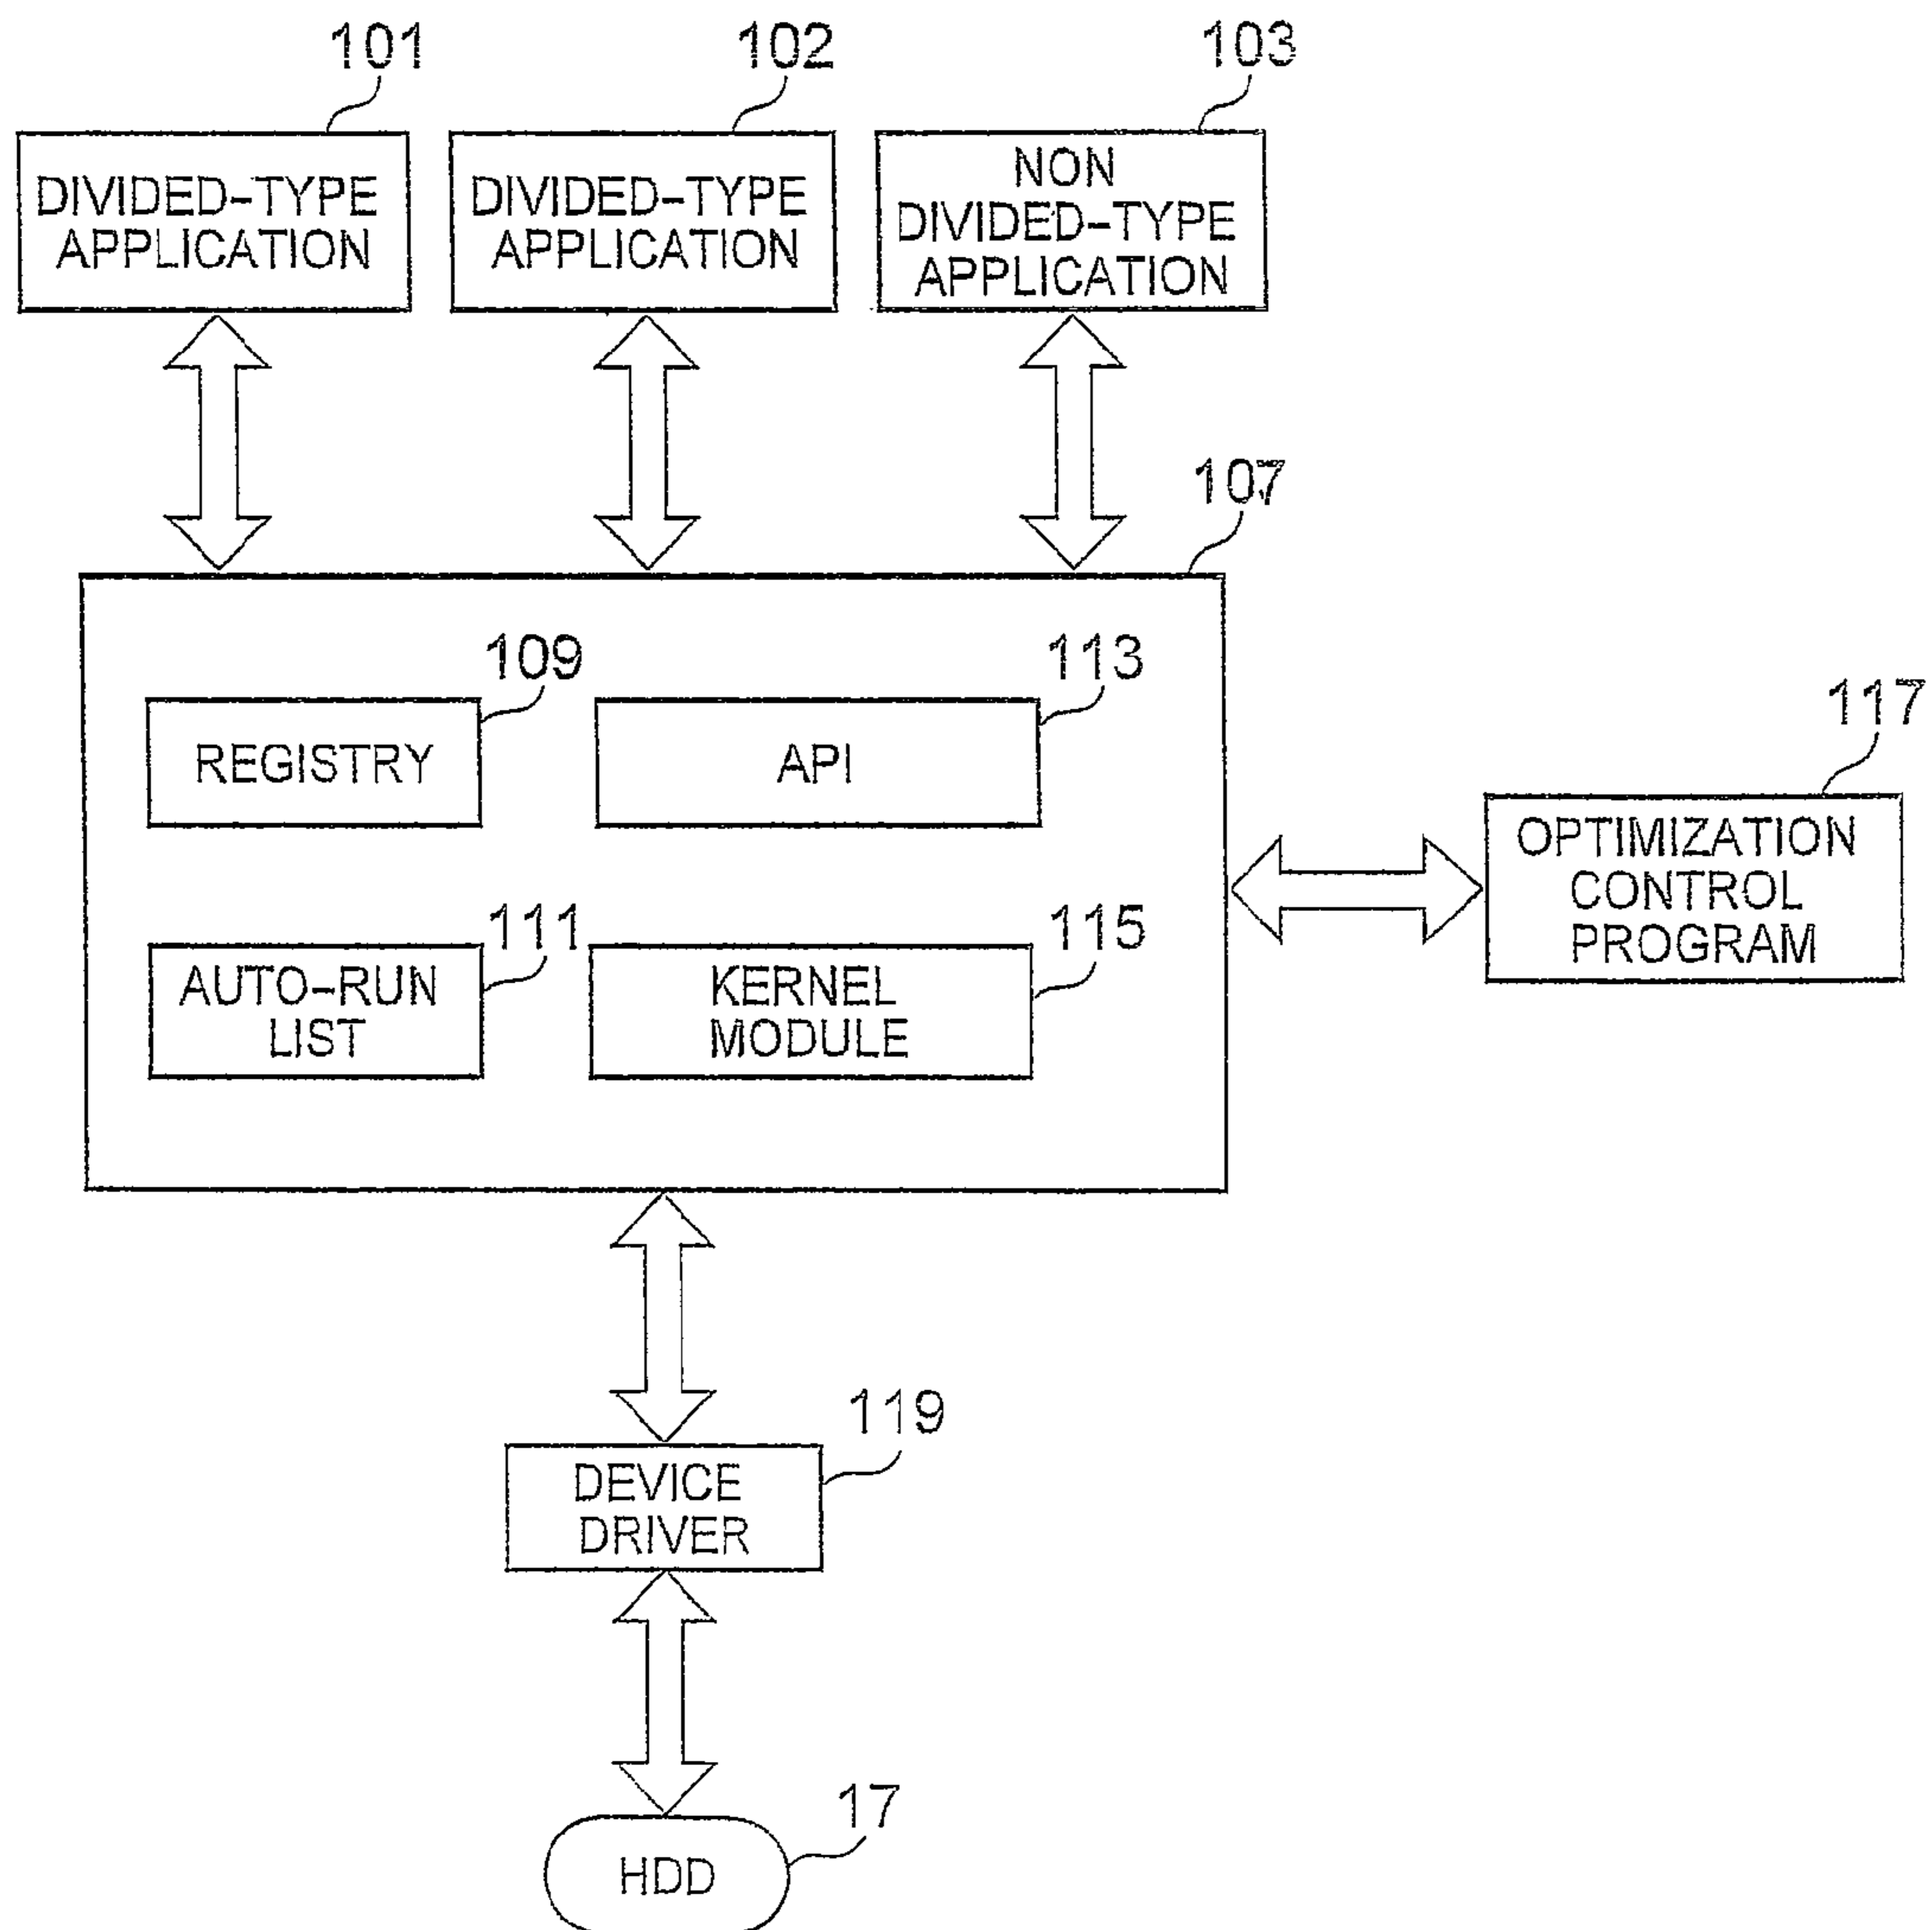 101
102
103
DIVIDED-TYPE
APPLICATION
DIVIDED-TYPE
APPLICATION
NON
DIVIDED-TYPE
APPLICATION
107
109
113
REGISTRY
API
117
OPTIMIZATION
CONTROL
PROGRAM
111
115
AUTO-RUN
LIST
KERNEL
MODULE
119
DEVICE
DRIVER
17
HDD